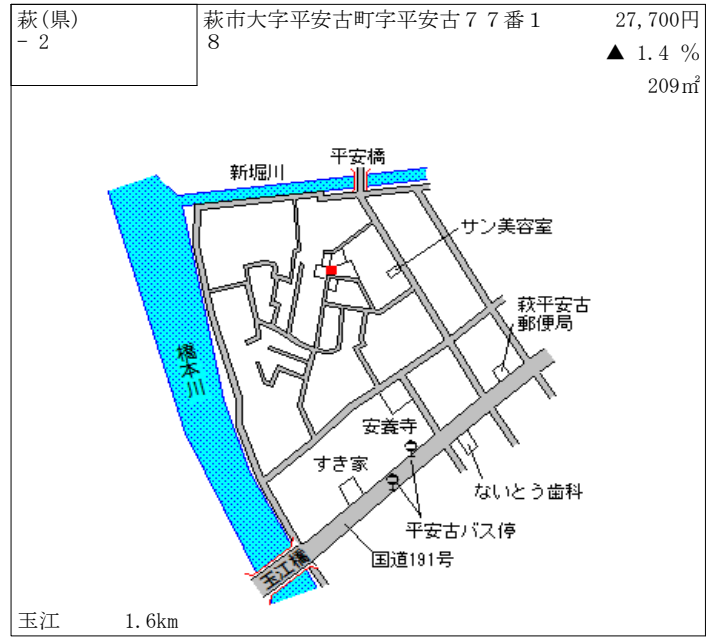 萩(県)
－ 2
萩市大字平安古町字平安古７７番１
８
27,700円
▲ 1.4 %
209㎡
平安橋
新堀川
サン美容室
萩平安古
郵便局
橋本川
安養寺
すき家
ないとう歯科
平安古バス停
国道191号
玉江橋
玉江 1.6km